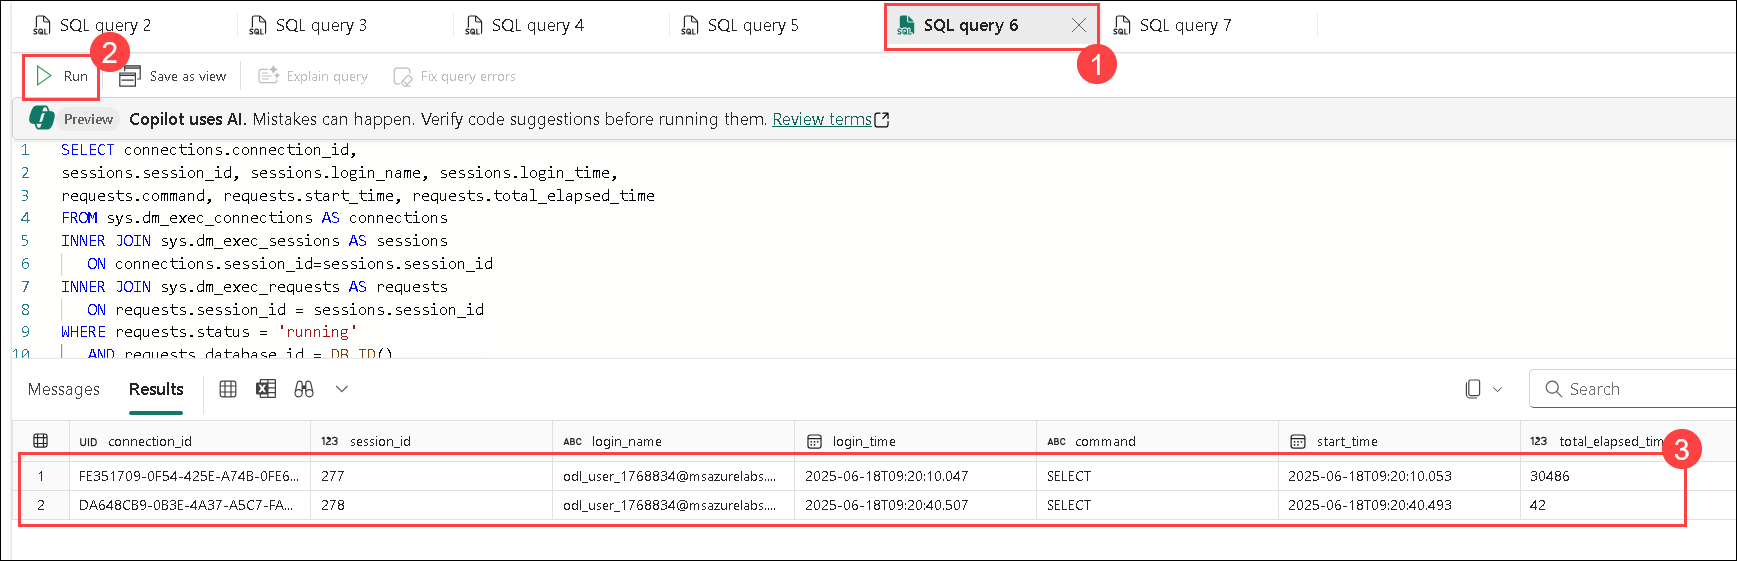 SQL query 2
SQL query 3
SQL query 4
SQL query 5
SQL query 6
SQL query 7
2
1
Run
Save as view
Explain query
Fix query errors
Preview
Copilot uses AI. Mistakes can happen. Verify code suggestions before running them. Review terms
1 SELECT connections.connection_id,
2 sessions.session_id, sessions.login_name, sessions.login_time,
3 requests.command, requests.start_time, requests.total_elapsed_time
4 FROM sys.dm_exec_connections AS connections
5 INNER JOIN sys.dm_exec_sessions AS sessions
6 ON connections.session_id=sessions.session_id
7 INNER JOIN sys.dm_exec_requests AS requests
8 ON requests.session_id = sessions.session_id
9 WHERE requests.status = 'running'
10 AND requests.database_id = DB_ID()
Messages
Results
Search
UID connection_id
123 session_id
ABC login_name
login_time
ABC command
start_time
123 total_elapsed_tim
3
1 FE351709-0F54-425E-A74B-0FE6... 277 odl_user_1768834@msazurelabs.... 2025-06-18T09:20:10.047 SELECT 2025-06-18T09:20:10.053 30486
2 DA648CB9-0B3E-4A37-A5C7-FA... 278 odl_user_1768834@msazurelabs.... 2025-06-18T09:20:40.507 SELECT 2025-06-18T09:20:40.493 42